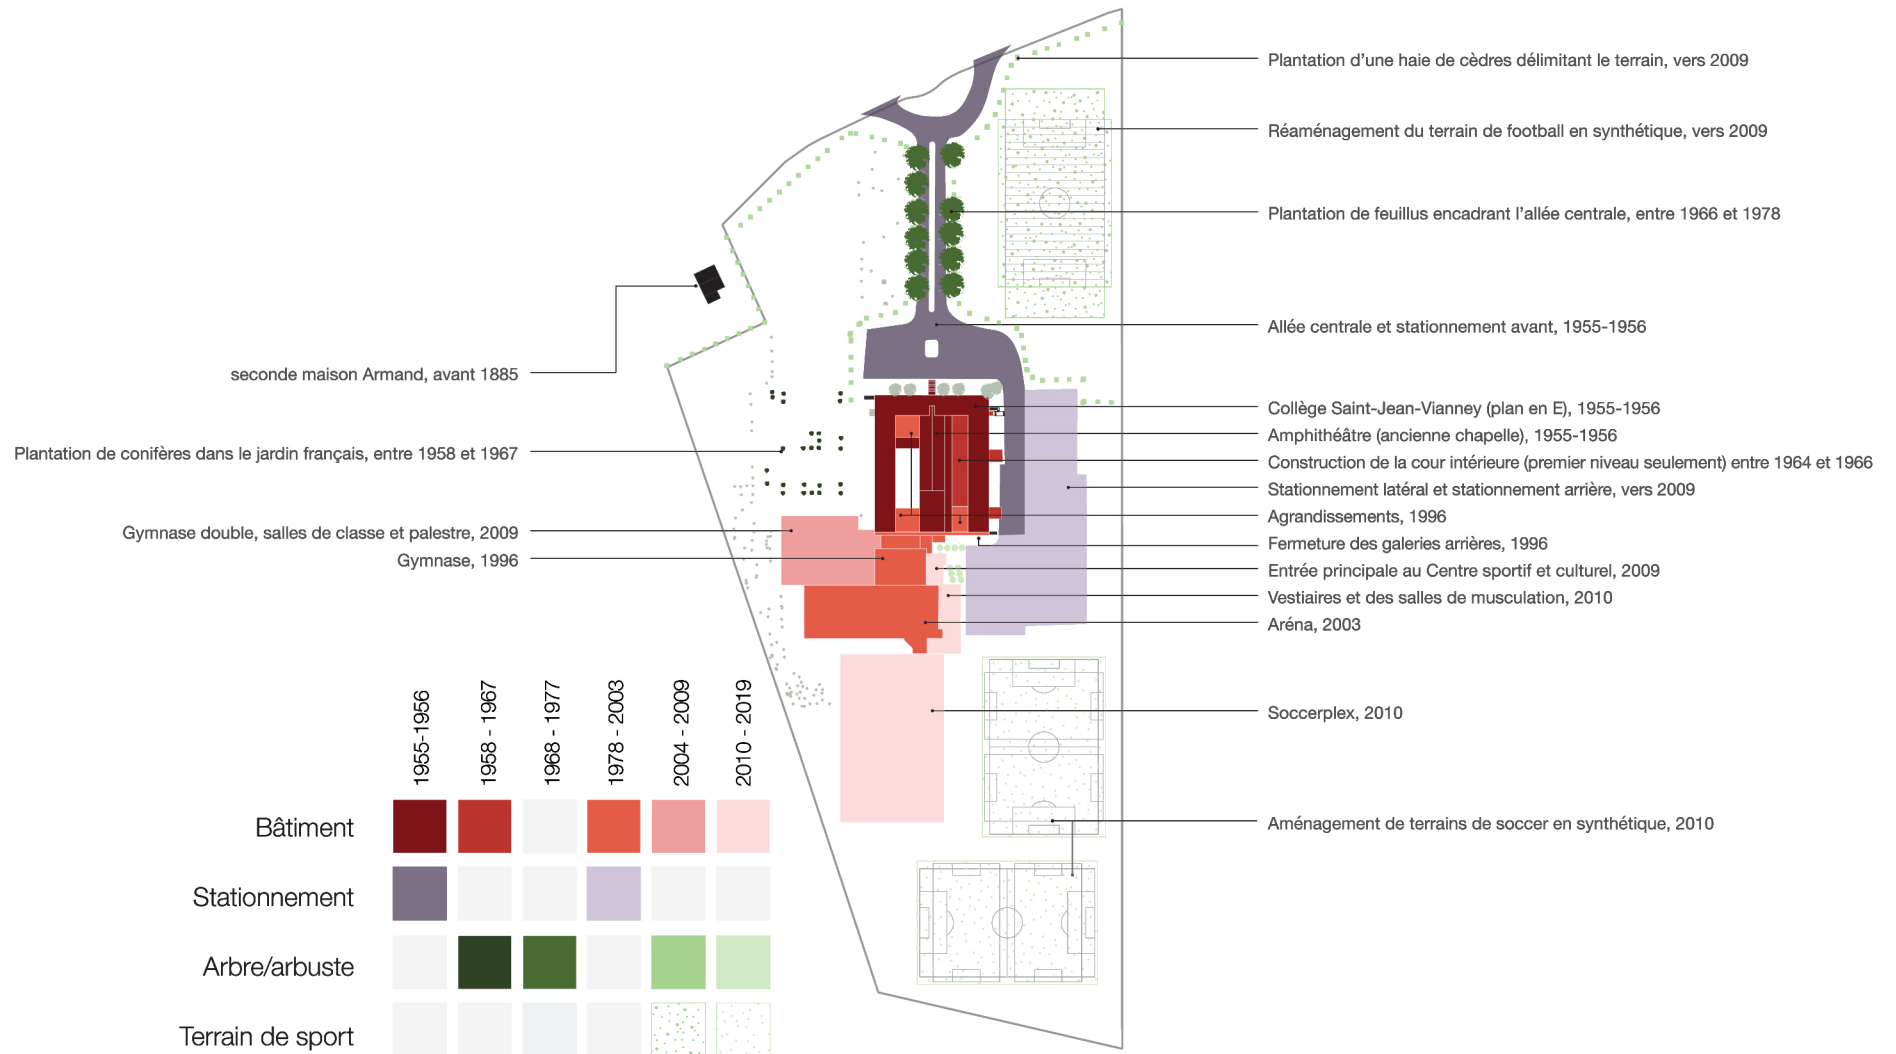 Plantation d'une haie de cèdres délimitant le terrain, vers 2009
Réaménagement du terrain de football en synthétique, vers 2009
Plantation de feuillus encadrant l'allée centrale, entre 1966 et 1978
Allée centrale et stationnement avant, 1955-1956
seconde maison Armand, avant 1885
Collège Saint-Jean-Vianney (plan en E), 1955-1956
Amphithéâtre (ancienne chapelle), 1955-1956
Plantation de conifères dans le jardin français, entre 1958 et 1967
Construction de la cour intérieure (premier niveau seulement) entre 1964 et 1966
Stationnement latéral et stationnement arrière, vers 2009
Agrandissements, 1996
Gymnase double, salles de classe et palestre, 2009
Fermeture des galeries arrières, 1996
Gymnase, 1996
Entrée principale au Centre sportif et culturel, 2009
Vestiaires et des salles de musculation, 2010
Aréna, 2003
Soccerplex, 2010
Aménagement de terrains de soccer en synthétique, 2010
1955-1956
1958 - 1967
1968 - 1977
1978 - 2003
2004 - 2009
2010 - 2019
Bâtiment
Stationnement
Arbre/arbuste
Terrain de sport